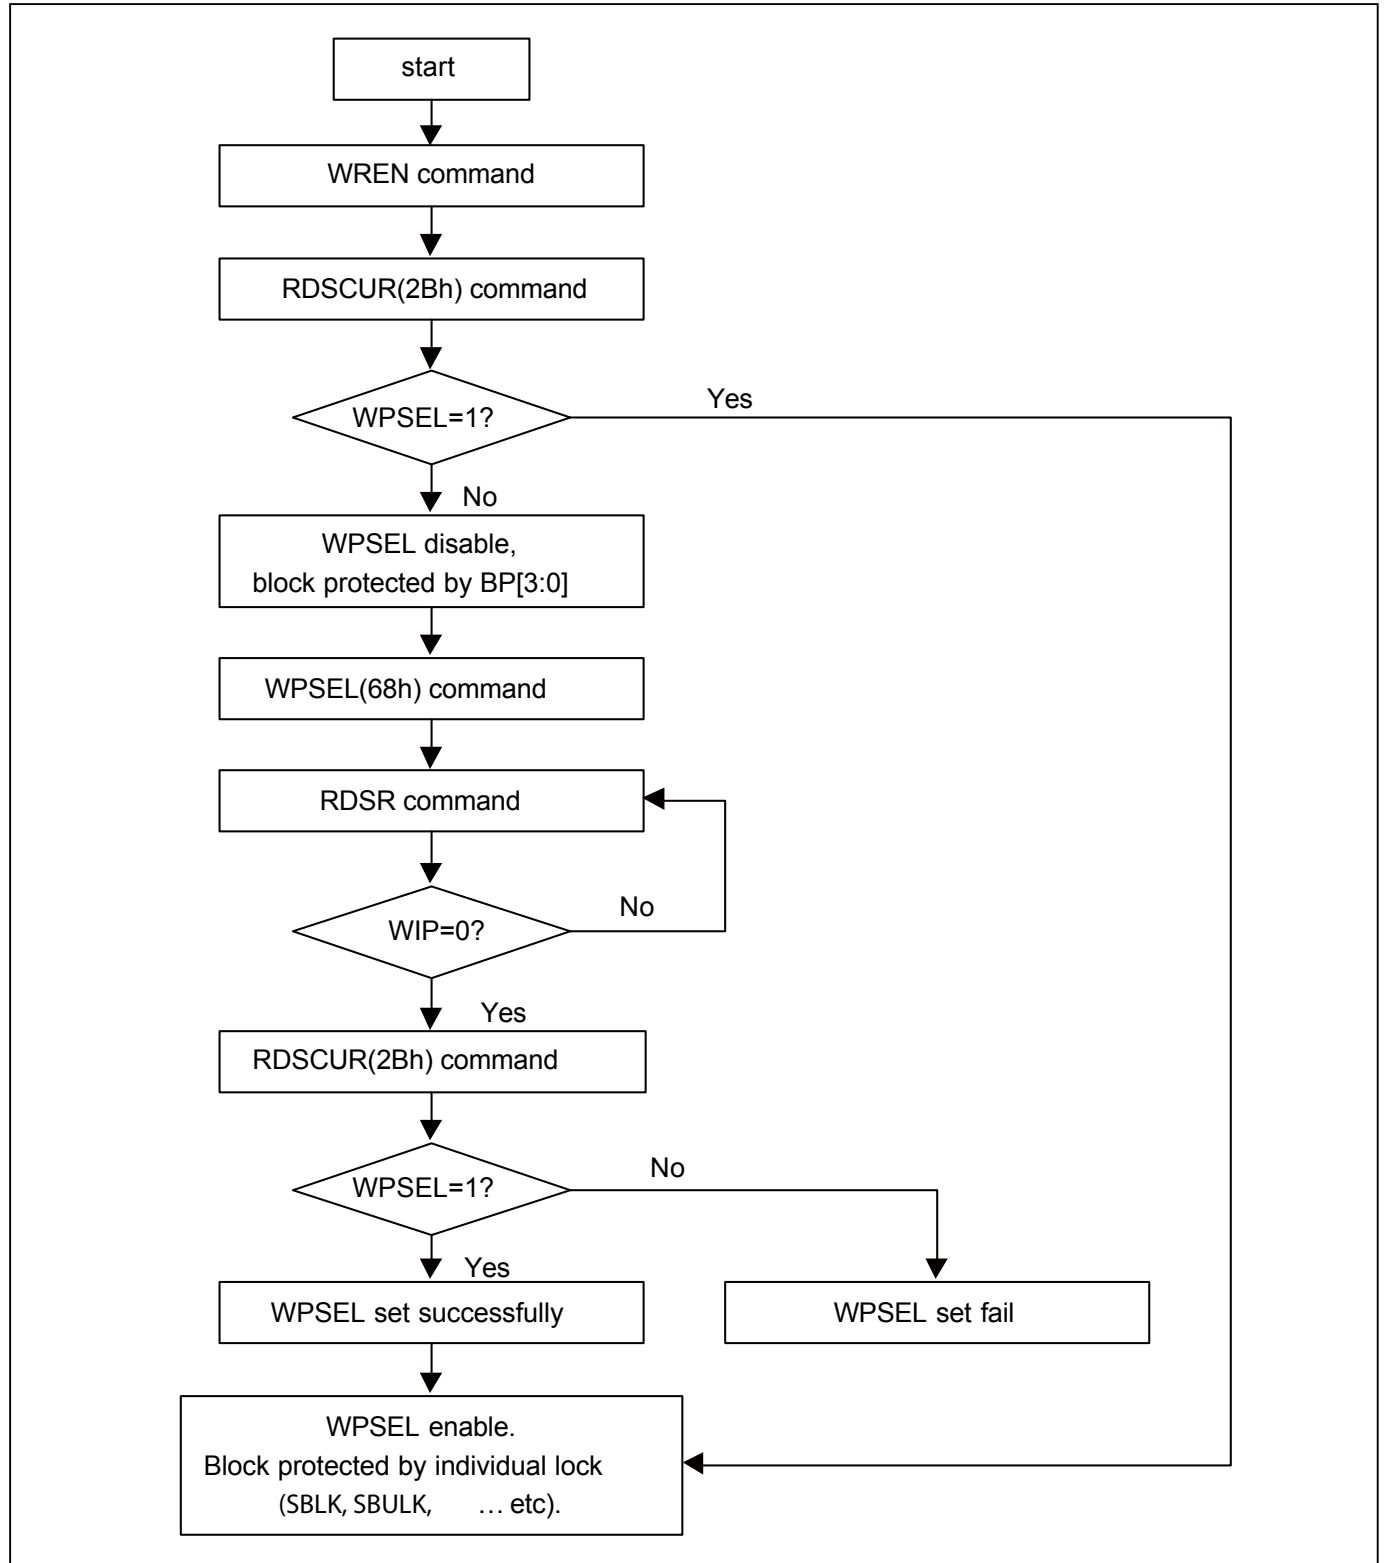 start
WREN command
RDSCUR(2Bh) command
WPSEL=1?
Yes
No
WPSEL disable,
block protected by BP[3:0]
WPSEL(68h) command
RDSR command
WIP=0?
No
Yes
RDSCUR(2Bh) command
WPSEL=1?
No
Yes
WPSEL set successfully
WPSEL set fail
WPSEL enable.
Block protected by individual lock
(SBLK, SBULK, … etc).